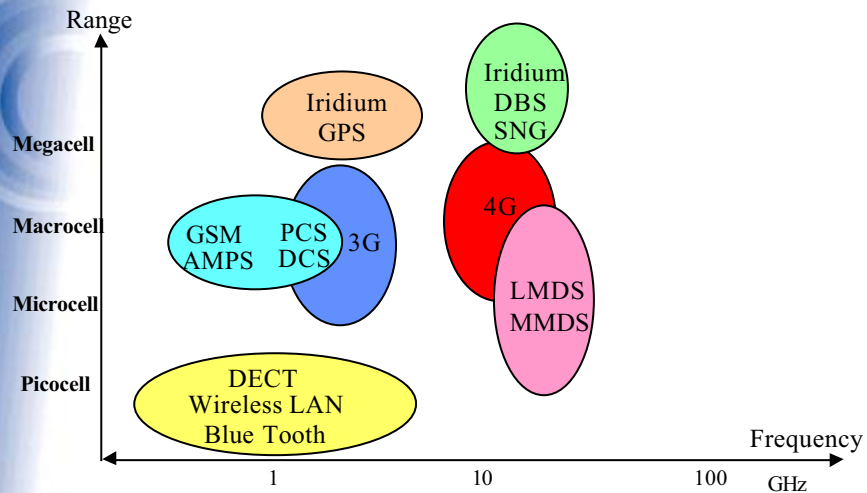 Range
Iridium
DBS
SNG
Iridium
GPS
Megacell
Macrocell
4G
GSM PCS
AMPS DCS
3G
Microcell
LMDS
MMDS
Picocell
DECT
Wireless LAN
Blue Tooth
Frequency
1 10 100 GHz